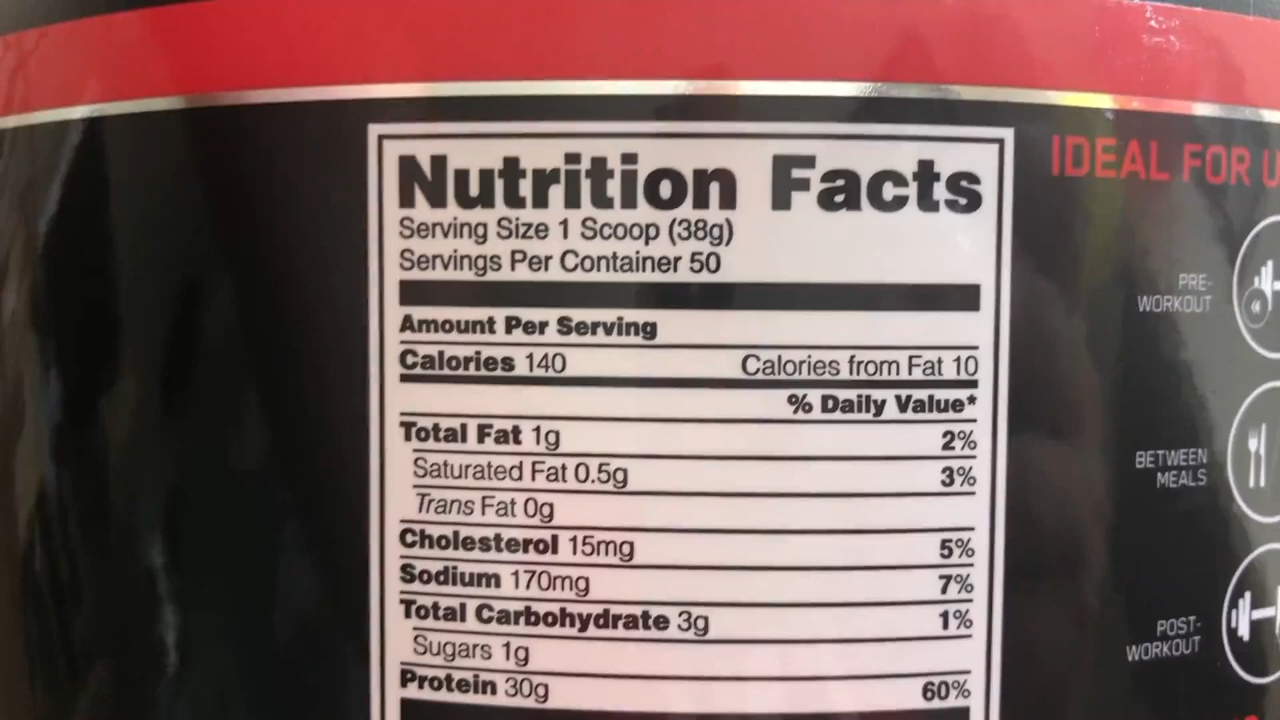 Nutrition Facts
Serving Size 1 Scoop (38g)
Servings Per Container 50
Amount Per Serving
Calories 140 Calories from Fat 10
% Daily Value*
Total Fat 1g 2%
Saturated Fat 0.5g 3%
Trans Fat 0g
Cholesterol 15mg 5%
Sodium 170mg 7%
Total Carbohydrate 3g 1%
Sugars 1g
Protein 30g 60%
IDEAL FOR U
PRE-
WORKOUT
BETWEEN
MEALS
POST-
WORKOUT